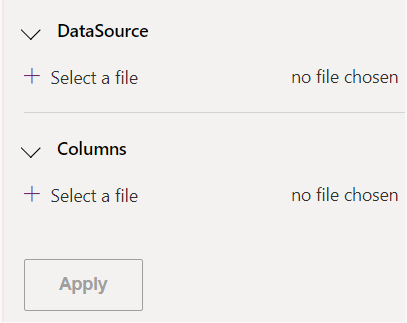 DataSource
Select a file no file chosen
Columns
Select a file no file chosen
Apply